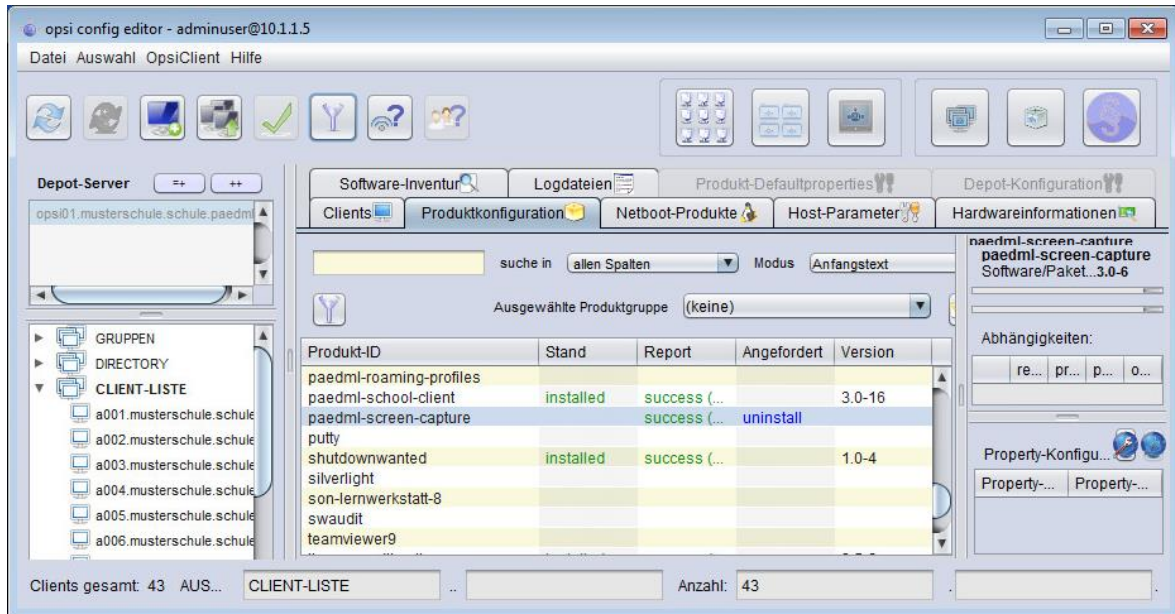 opsi config editor - adminuser@10.1.1.5
Datei Auswahl OpsiClient Hilfe
Depot-Server =+ ++
opsi01.musterschule.schule.paedml
GRUPPEN
DIRECTORY
CLIENT-LISTE
a001.musterschule.schule
a002.musterschule.schule
a003.musterschule.schule
a004.musterschule.schule
a005.musterschule.schule
a006.musterschule.schule
Software-Inventur Logdateien Produkt-Defaultproperties Depot-Konfiguration
Clients Produktkonfiguration Netboot-Produkte Host-Parameter Hardwareinformationen
suche in allen Spalten Modus Anfangstext
Ausgewählte Produktgruppe (keine)
Produkt-ID Stand Report Angefordert Version
paedml-roaming-profiles
paedml-school-client installed success (... 3.0-16
paedml-screen-capture success (... uninstall
putty
shutdownwanted installed success (... 1.0-4
silverlight
son-lernwerkstatt-8
swaudit
teamviewer9
paedml-screen-capture
paedml-screen-capture
Software/Paket...3.0-6
Abhängigkeiten:
re... pr... p... o...
Property-Konfigu...
Property-... Property-...
Clients gesamt: 43 AUS... CLIENT-LISTE .. Anzahl: 43 . .